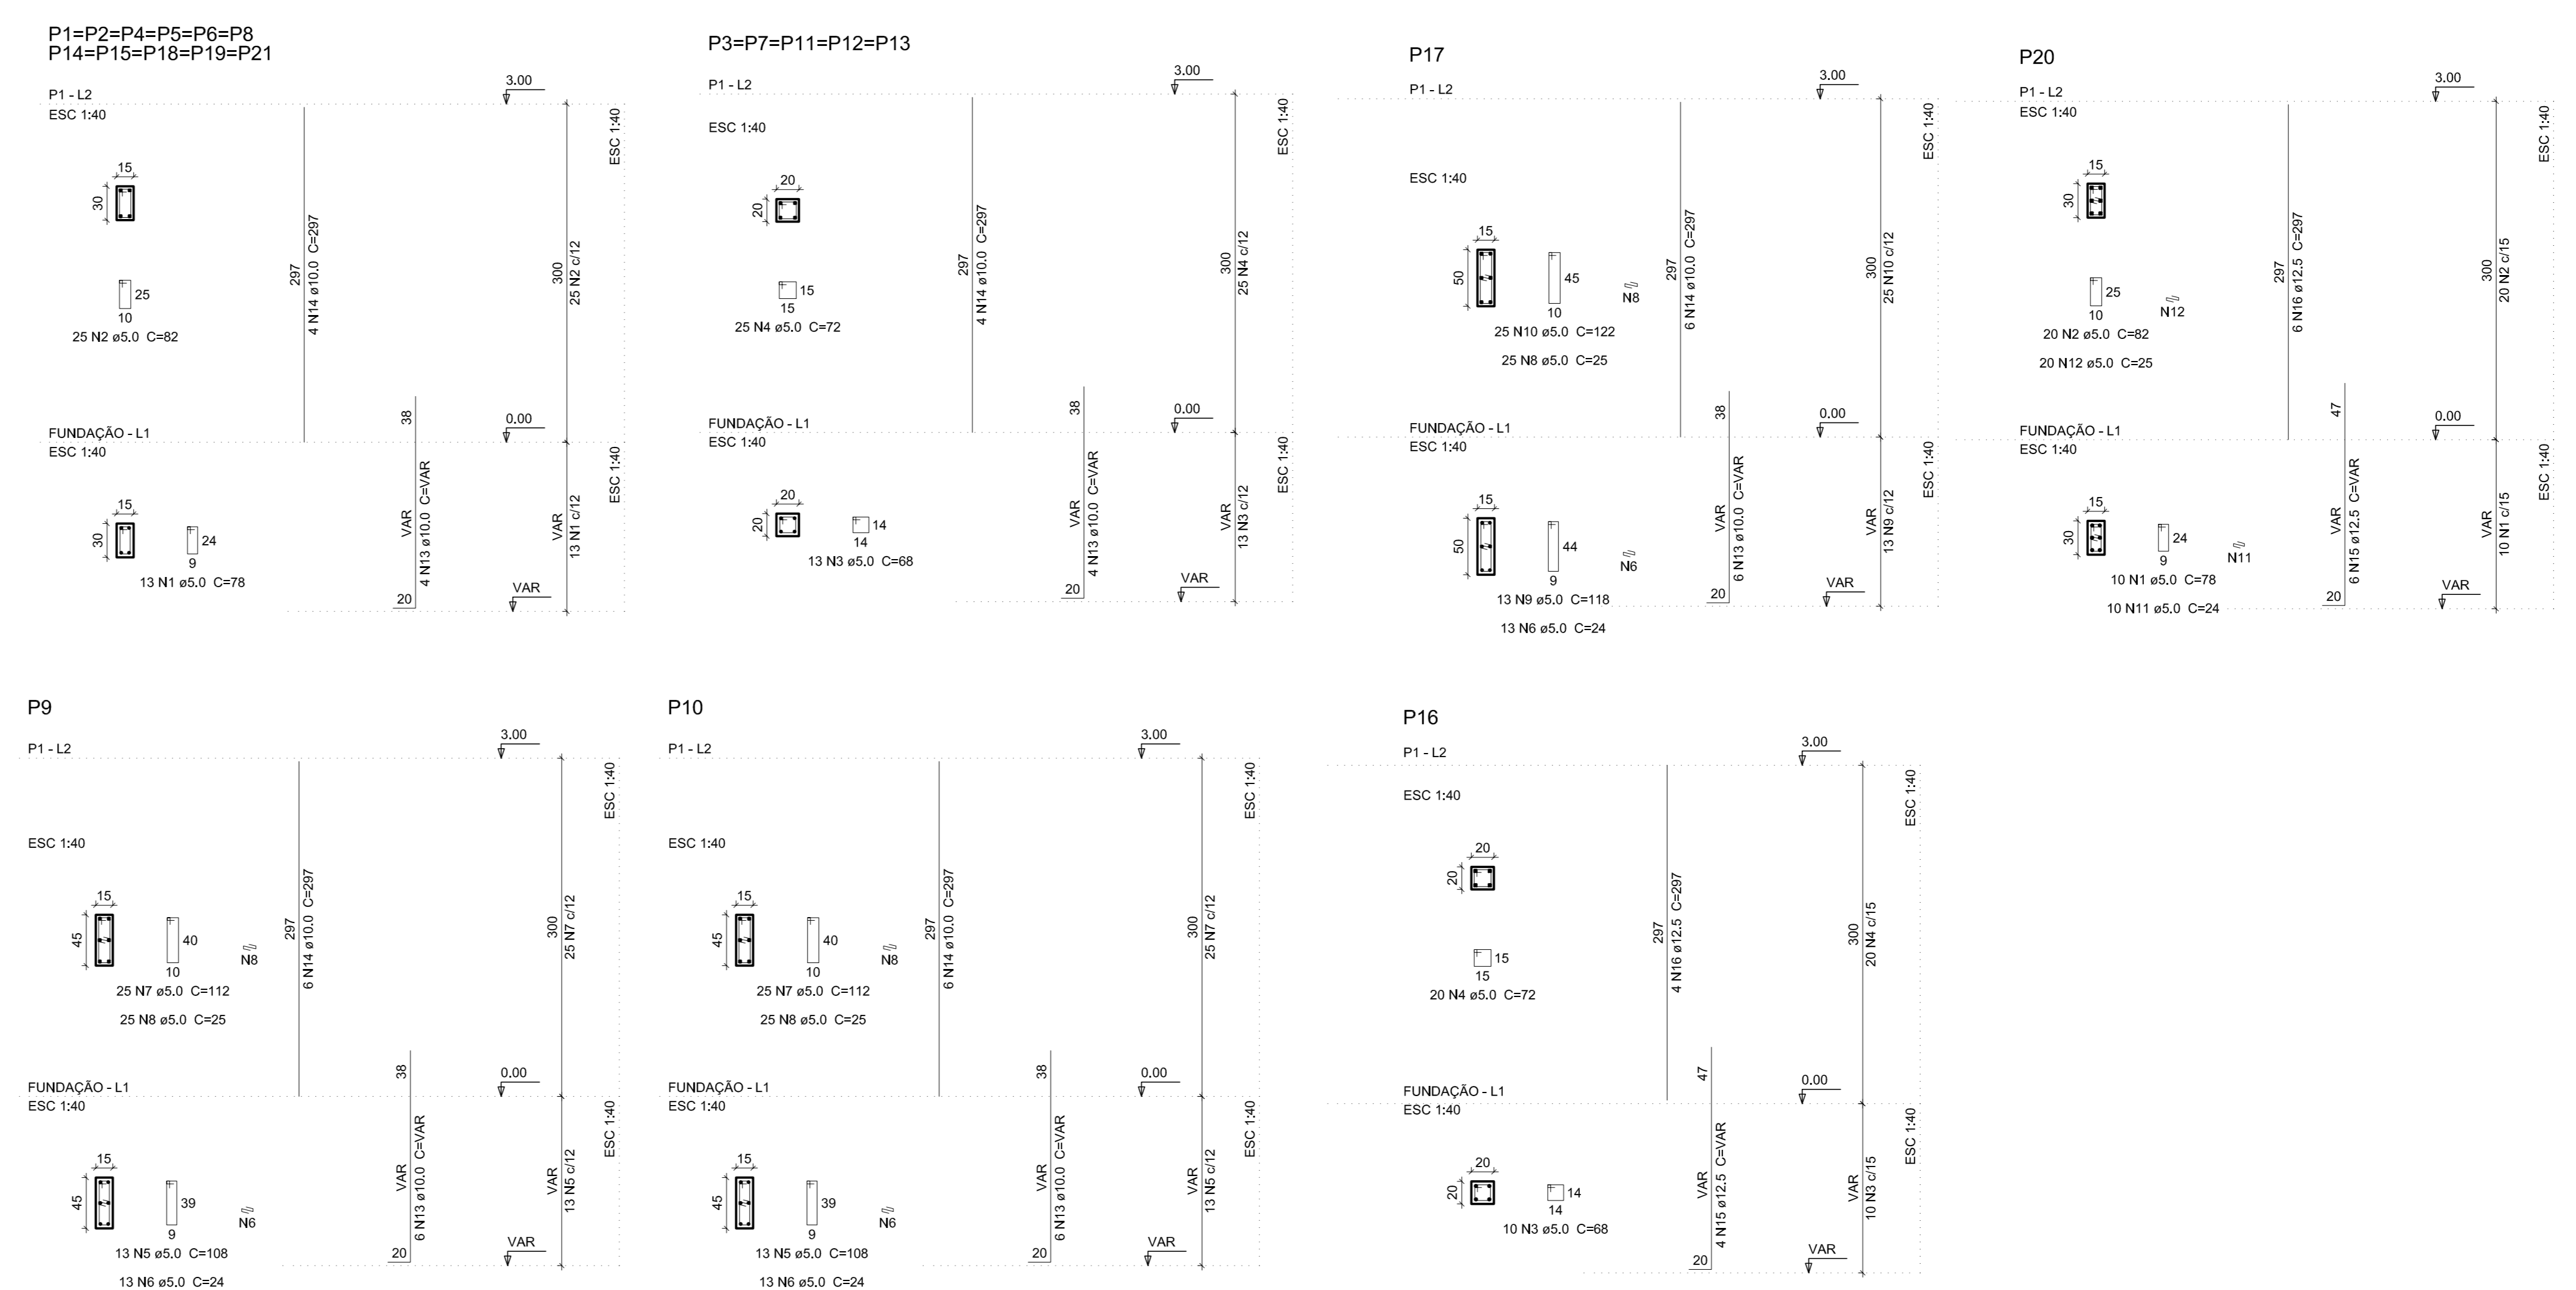 P1=P2=P4=P5=P6=P8
P14=P15=P18=P19=P21
P1 - L2
ESC 1:40
3.00
ESC 1:40
15
30
25
10
25 N2 ø5.0 C=82
297
4 N14 ø10.0 C=297
300
25 N2 c/12
38
0.00
FUNDAÇÃO - L1
ESC 1:40
ESC 1:40
15
30
24
9
13 N1 ø5.0 C=78
VAR
4 N13 ø10.0 C=VAR
20
VAR
13 N1 c/12
VAR
P3=P7=P11=P12=P13
P1 - L2
ESC 1:40
3.00
ESC 1:40
20
20
15
15
25 N4 ø5.0 C=72
297
4 N14 ø10.0 C=297
300
25 N4 c/12
38
0.00
FUNDAÇÃO - L1
ESC 1:40
ESC 1:40
20
20
14
14
13 N3 ø5.0 C=68
VAR
4 N13 ø10.0 C=VAR
20
VAR
13 N3 c/12
VAR
P17
P1 - L2
3.00
ESC 1:40
ESC 1:40
15
50
45
10
N8
25 N10 ø5.0 C=122
25 N8 ø5.0 C=25
297
6 N14 ø10.0 C=297
300
25 N10 c/12
38
0.00
FUNDAÇÃO - L1
ESC 1:40
ESC 1:40
15
50
44
9
N6
13 N9 ø5.0 C=118
13 N6 ø5.0 C=24
VAR
6 N13 ø10.0 C=VAR
20
VAR
13 N9 c/12
VAR
P20
P1 - L2
ESC 1:40
3.00
ESC 1:40
15
30
25
10
N12
20 N2 ø5.0 C=82
20 N12 ø5.0 C=25
297
6 N16 ø12.5 C=297
300
20 N2 c/15
47
0.00
FUNDAÇÃO - L1
ESC 1:40
ESC 1:40
15
30
24
9
N11
10 N1 ø5.0 C=78
10 N11 ø5.0 C=24
VAR
6 N15 ø12.5 C=VAR
20
VAR
10 N1 c/15
VAR
P9
P1 - L2
3.00
ESC 1:40
ESC 1:40
15
45
40
10
N8
25 N7 ø5.0 C=112
25 N8 ø5.0 C=25
297
6 N14 ø10.0 C=297
300
25 N7 c/12
38
0.00
FUNDAÇÃO - L1
ESC 1:40
ESC 1:40
15
45
39
9
N6
13 N5 ø5.0 C=108
13 N6 ø5.0 C=24
VAR
6 N13 ø10.0 C=VAR
20
VAR
13 N5 c/12
VAR
P10
P1 - L2
3.00
ESC 1:40
ESC 1:40
15
45
40
10
N8
25 N7 ø5.0 C=112
25 N8 ø5.0 C=25
297
6 N14 ø10.0 C=297
300
25 N7 c/12
38
0.00
FUNDAÇÃO - L1
ESC 1:40
ESC 1:40
15
45
39
9
N6
13 N5 ø5.0 C=108
13 N6 ø5.0 C=24
VAR
6 N13 ø10.0 C=VAR
20
VAR
13 N5 c/12
VAR
P16
P1 - L2
3.00
ESC 1:40
ESC 1:40
20
20
15
15
20 N4 ø5.0 C=72
297
4 N16 ø12.5 C=297
300
20 N4 c/15
47
0.00
FUNDAÇÃO - L1
ESC 1:40
ESC 1:40
20
20
14
14
10 N3 ø5.0 C=68
VAR
4 N15 ø12.5 C=VAR
20
VAR
10 N3 c/15
VAR